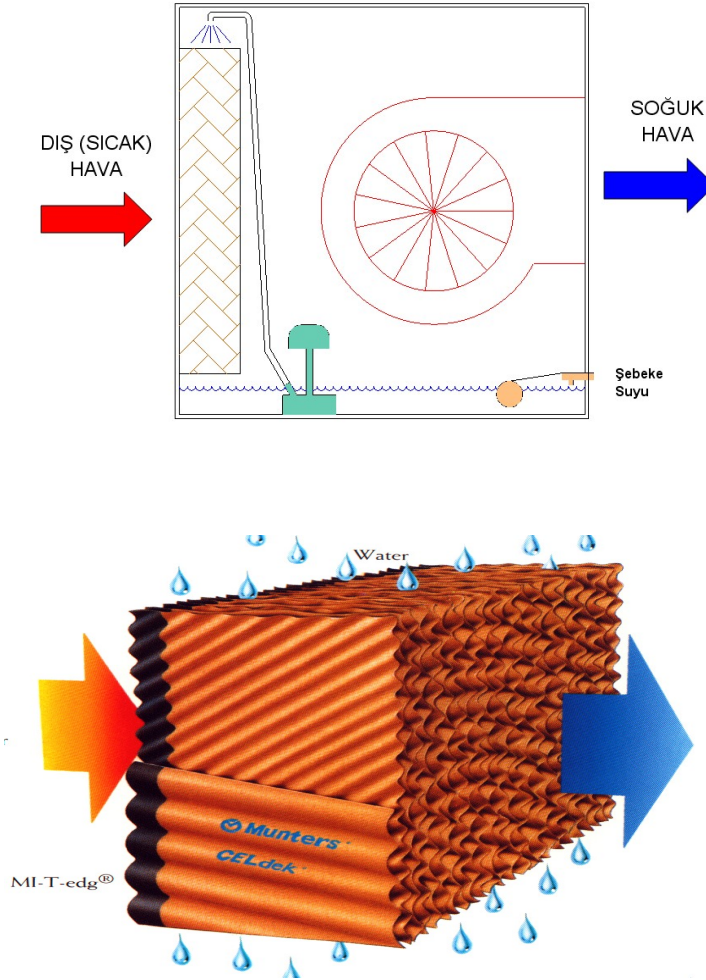 DIŞ (SICAK)
HAVA
SOĞUK
HAVA
Şebeke
Suyu
Water
Munters
CELdek
MI-T-edg®